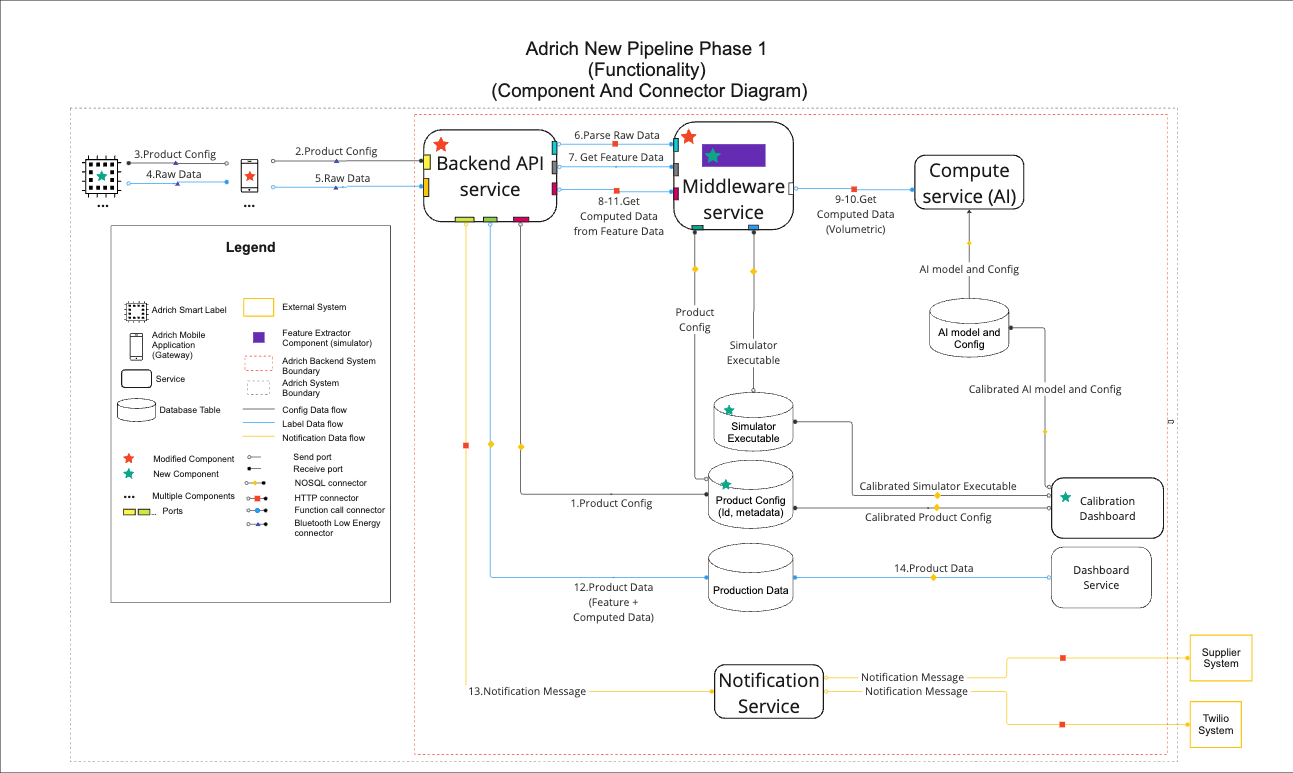 Adrich New Pipeline Phase 1
(Functionality)
(Component And Connector Diagram)
3.Product Config
4.Raw Data
...
2.Product Config
5.Raw Data
...
Backend API
service
6.Parse Raw Data
7. Get Feature Data
8-11.Get
Computed Data
from Feature Data
Middleware
service
9-10.Get
Computed Data
(Volumetric)
Compute
service (AI)
AI model and Config
AI model and
Config
Calibrated AI model and Config
Product
Config
Simulator
Executable
Simulator
Executable
Product Config
(Id, metadata)
1.Product Config
Calibrated Simulator Executable
Calibrated Product Config
Calibration
Dashboard
12.Product Data
(Feature +
Computed Data)
Production Data
14.Product Data
Dashboard
Service
13.Notification Message
Notification
Service
Notification Message
Notification Message
Supplier
System
Twilio
System
Legend
Adrich Smart Label
Adrich Mobile
Application
(Gateway)
Service
Database Table
Modified Component
New Component
... Multiple Components
... Ports
External System
Feature Extractor
Component (simulator)
Adrich Backend System
Boundary
Adrich System
Boundary
Config Data flow
Label Data flow
Notification Data flow
Send port
Receive port
NOSQL connector
HTTP connector
Function call connector
Bluetooth Low Energy
connector